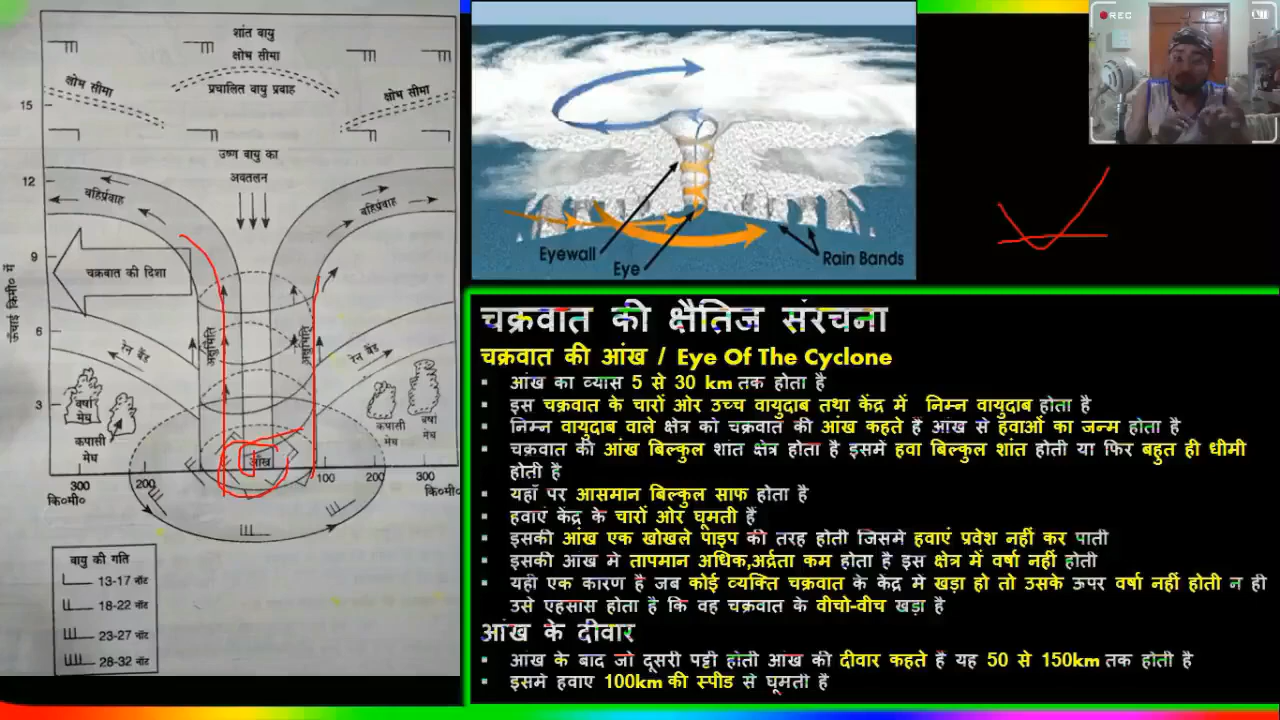 शांत वायु
क्षोभ सीमा
प्रचालित वायु प्रवाह
क्षोभ सीमा
क्षोभ सीमा
15
उष्ण वायु का
अवतलन
12
बहिर्प्रवाह
बहिर्प्रवाह
9
चक्रवात की दिशा
ऊँचाई कि०मी० में
6
रेन बैंड
रेन बैंड
3
वर्षा
मेघ
कपासी
मेघ
कपासी
मेघ
वर्षा
मेघ
आँख
300
200
100
200
300
कि०मी०
कि०मी०
वायु की गति
13-17 नॉट
18-22 नॉट
23-27 नॉट
28-32 नॉट
Eyewall
Eye
Rain Bands
REC
चक्रवात की क्षैतिज संरचना
चक्रवात की आंख / Eye Of The Cyclone
▪ आंख का व्यास 5 से 30 km तक होता है
▪ इस चक्रवात के चारों ओर उच्च वायुदाब तथा केंद्र में निम्न वायुदाब होता है
▪ निम्न वायुदाब वाले क्षेत्र को चक्रवात की आंख कहते हैं आंख से हवाओं का जन्म होता है
▪ चक्रवात की आंख बिल्कुल शांत क्षेत्र होता है इसमें हवा बिल्कुल शांत होती या फिर बहुत ही धीमी
होती है
▪ यहाँ पर आसमान बिल्कुल साफ होता है
▪ हवाएं केंद्र के चारों ओर घूमती हैं
▪ इसकी आंख एक खोखले पाइप की तरह होती जिसमे हवाएं प्रवेश नहीं कर पाती
▪ इसकी आंख मे तापमान अधिक,अर्द्रता कम होता है इस क्षेत्र में वर्षा नहीं होती
▪ यही एक कारण है जब कोई व्यक्ति चक्रवात के केंद्र में खड़ा हो तो उसके ऊपर वर्षा नहीं होती न ही
उसे एहसास होता है कि वह चक्रवात के वीचो-वीच खड़ा है
आंख के दीवार
▪ आंख के बाद जो दूसरी पट्टी होती आंख की दीवार कहते हैं यह 50 से 150km तक होती है
▪ इसमे हवाए 100km की स्पीड से घूमती हैं